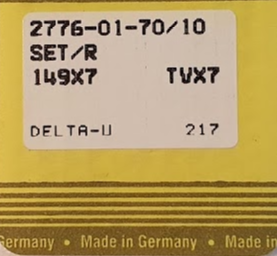 2776-01-70/10
SET/R
149X7 TVX7
DELTA-U 217
Germany • Made in Germany • Made in